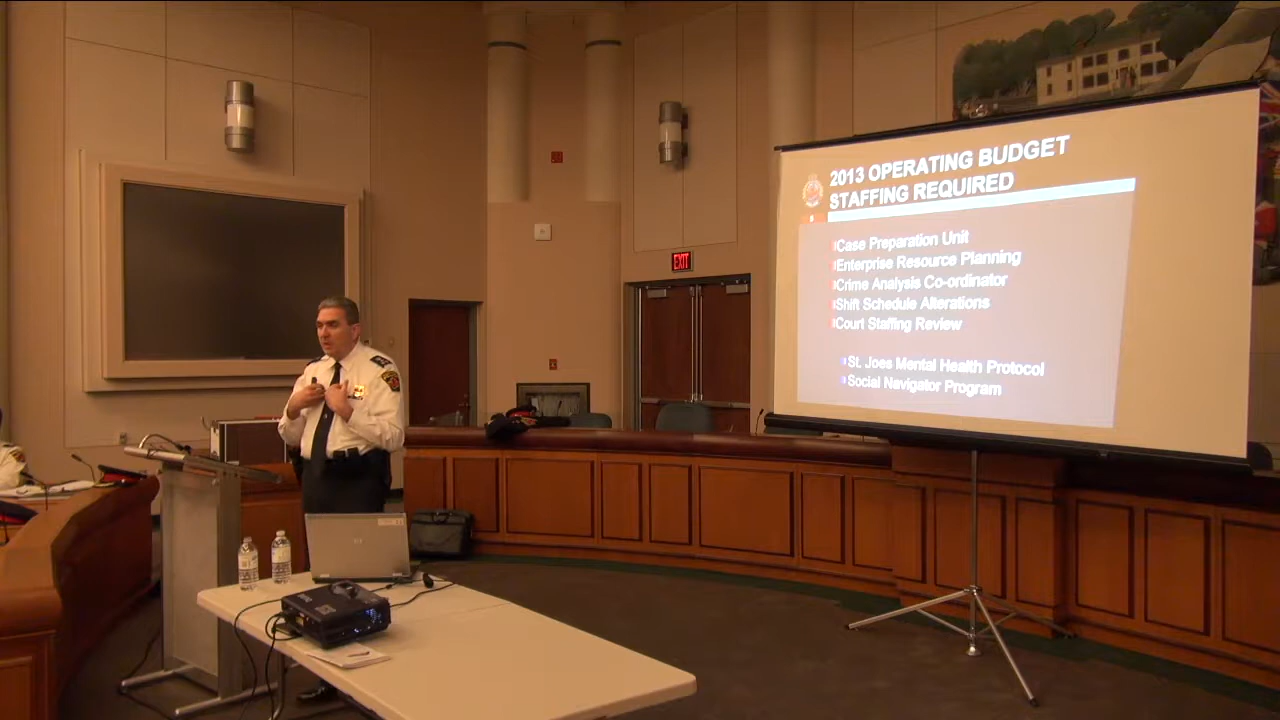 EXIT
2013 OPERATING BUDGET
STAFFING REQUIRED
Case Preparation Unit
Enterprise Resource Planning
Crime Analysis Co-ordinator
Shift Schedule Alterations
Court Staffing Review
St. Joes Mental Health Protocol
Social Navigator Program